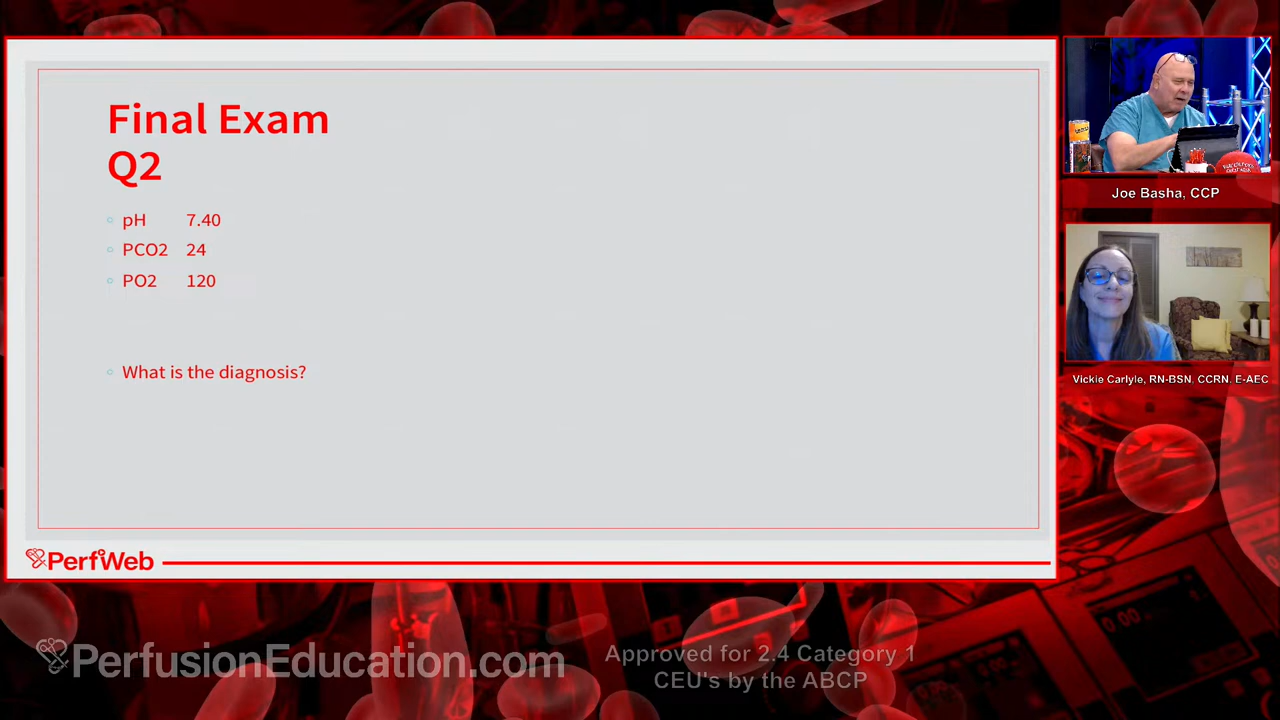 Final Exam
Q2
pH 7.40
PCO2 24
PO2 120
What is the diagnosis?
PerfWeb
Joe Basha, CCP
Vickie Carlyle, RN-BSN, CCRN, E-AEC
PerfusionEducation.com
Approved for 2.4 Category 1
CEU's by the ABCP